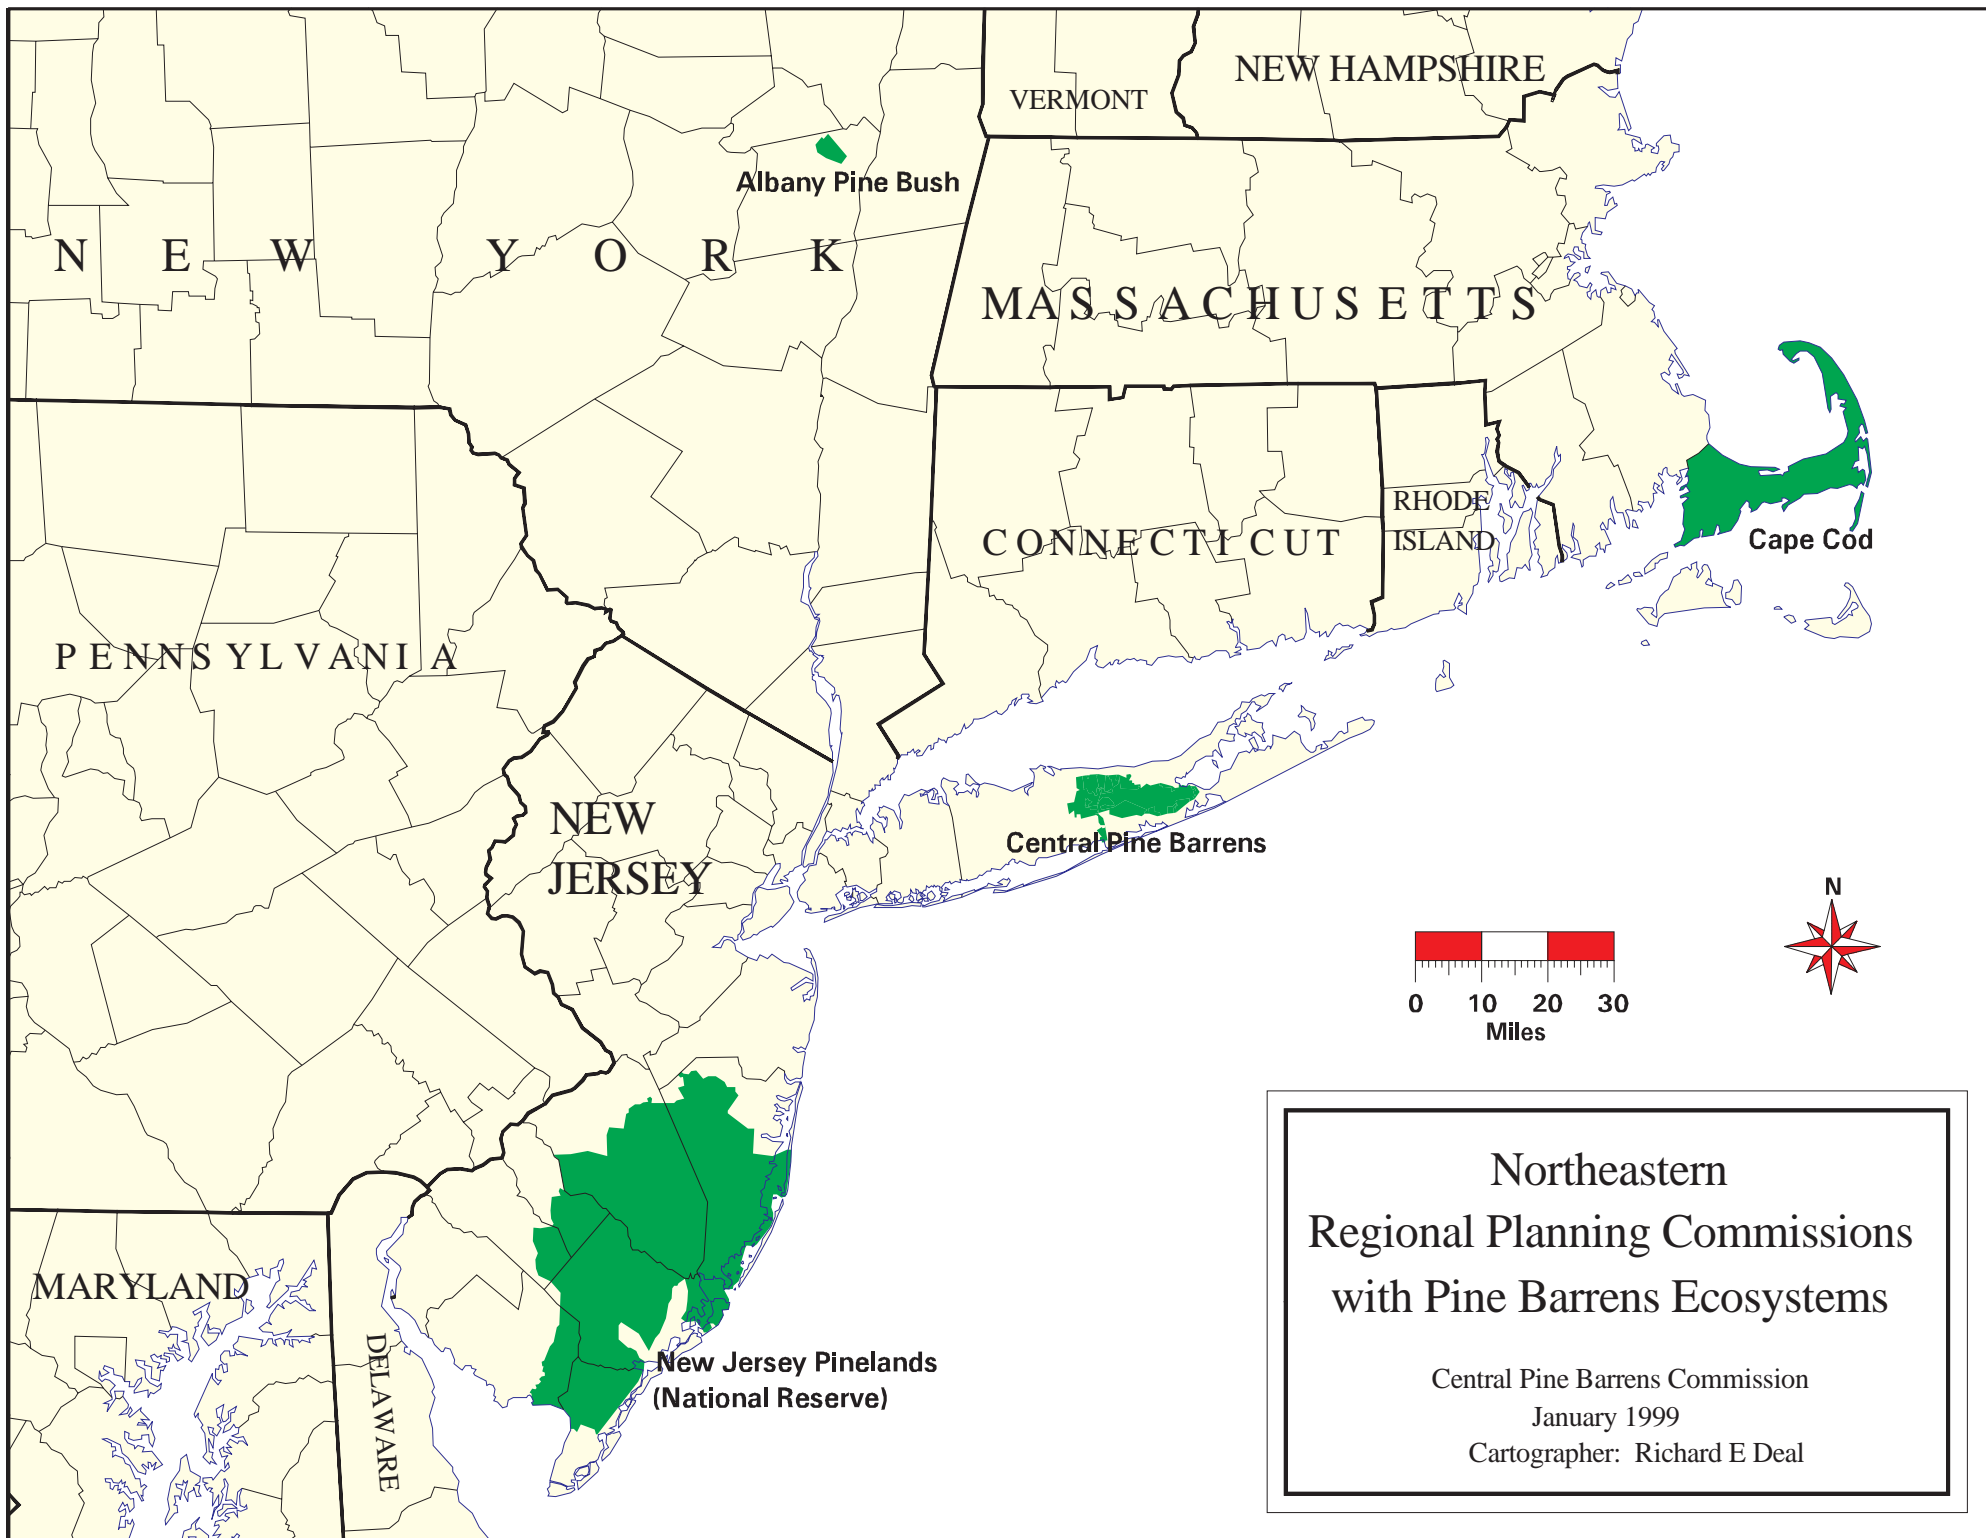 VERMONT
NEW HAMPSHIRE
Albany Pine Bush
NEW YORK
MASSACHUSETTS
CONNECTICUT
RHODE
ISLAND
Cape Cod
PENNSYLVANIA
NEW
JERSEY
Central Pine Barrens
N
0 10 20 30
Miles
MARYLAND
DELAWARE
New Jersey Pinelands
(National Reserve)
Northeastern
Regional Planning Commissions
with Pine Barrens Ecosystems
Central Pine Barrens Commission
January 1999
Cartographer: Richard E Deal